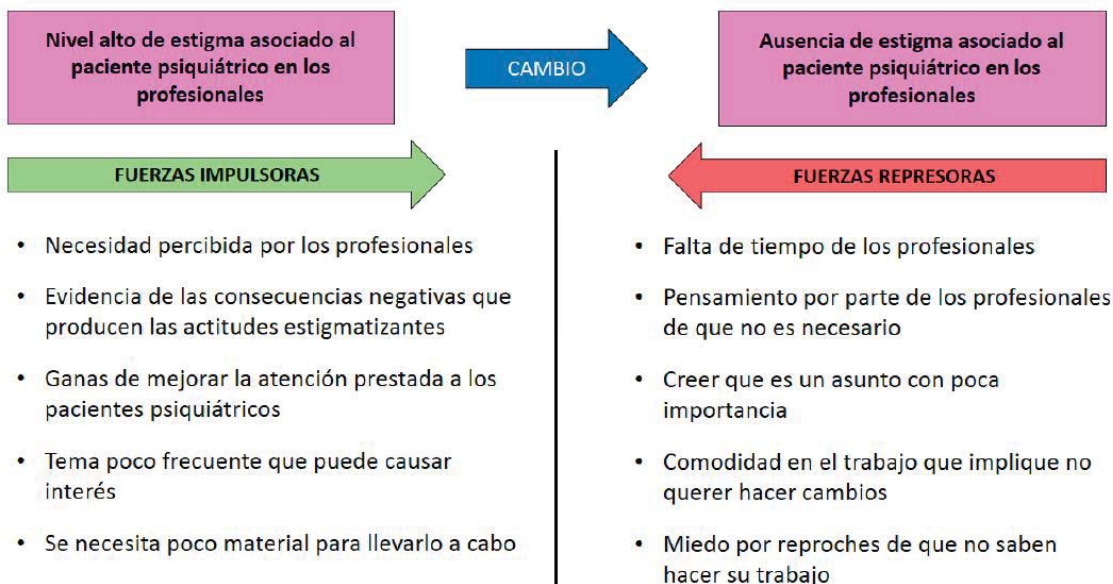 Nivel alto de estigma asociado al
paciente psiquiátrico en los
profesionales
CAMBIO
Ausencia de estigma asociado al
paciente psiquiátrico en los
profesionales
FUERZAS IMPULSORAS
• Necesidad percibida por los profesionales
• Evidencia de las consecuencias negativas que
producen las actitudes estigmatizantes
• Ganas de mejorar la atención prestada a los
pacientes psiquiátricos
• Tema poco frecuente que puede causar
interés
• Se necesita poco material para llevarlo a cabo
FUERZAS REPRESORAS
• Falta de tiempo de los profesionales
• Pensamiento por parte de los profesionales
de que no es necesario
• Creer que es un asunto con poca
importancia
• Comodidad en el trabajo que implique no
querer hacer cambios
• Miedo por reproches de que no saben
hacer su trabajo